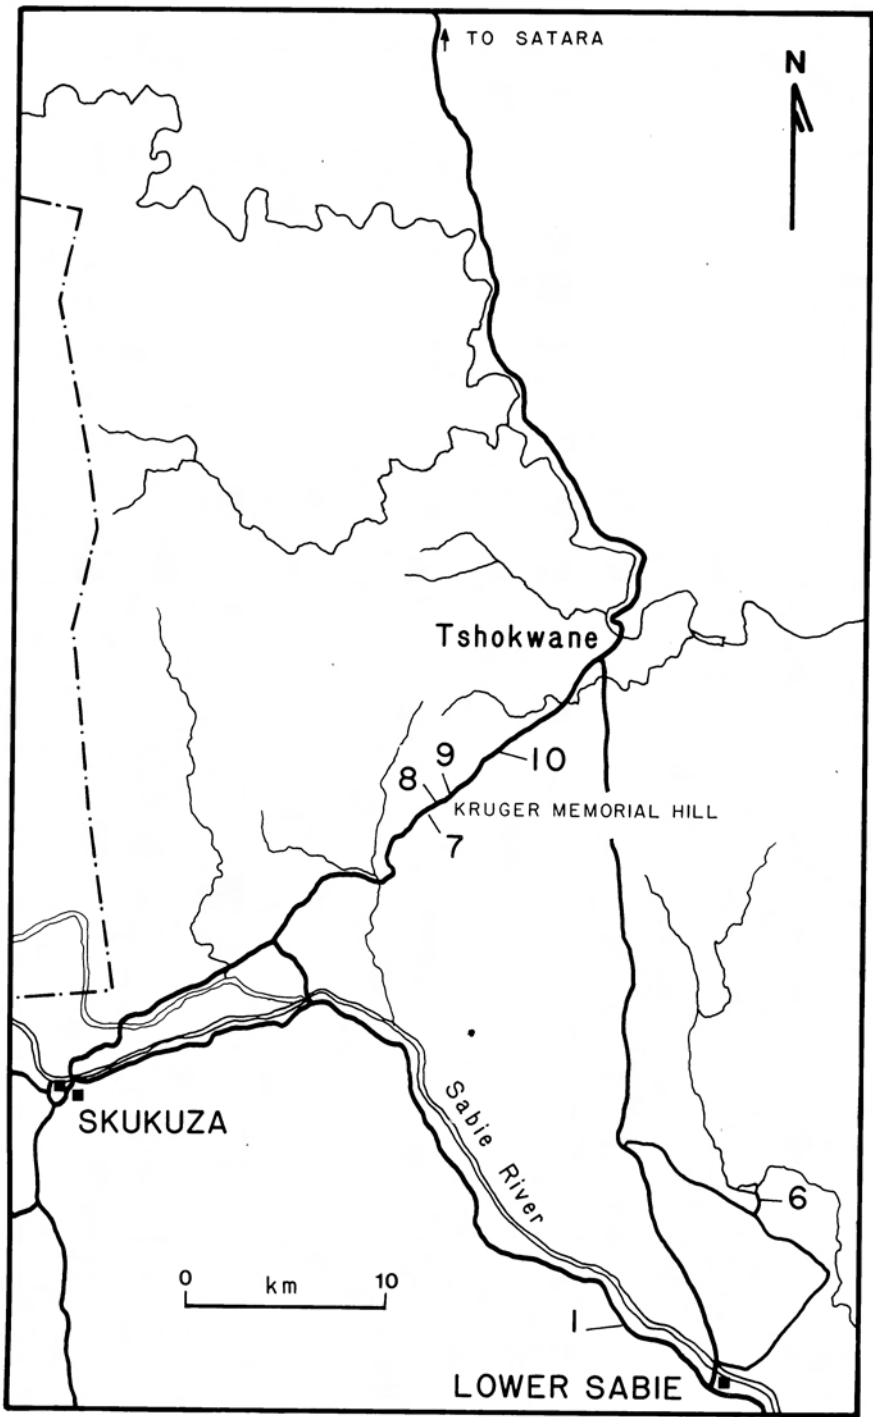 TO SATARA
N
Tshokwane
10
9
8
KRUGER MEMORIAL HILL
7
Sabie River
SKUKUZA
6
0 km 10
1
LOWER SABIE